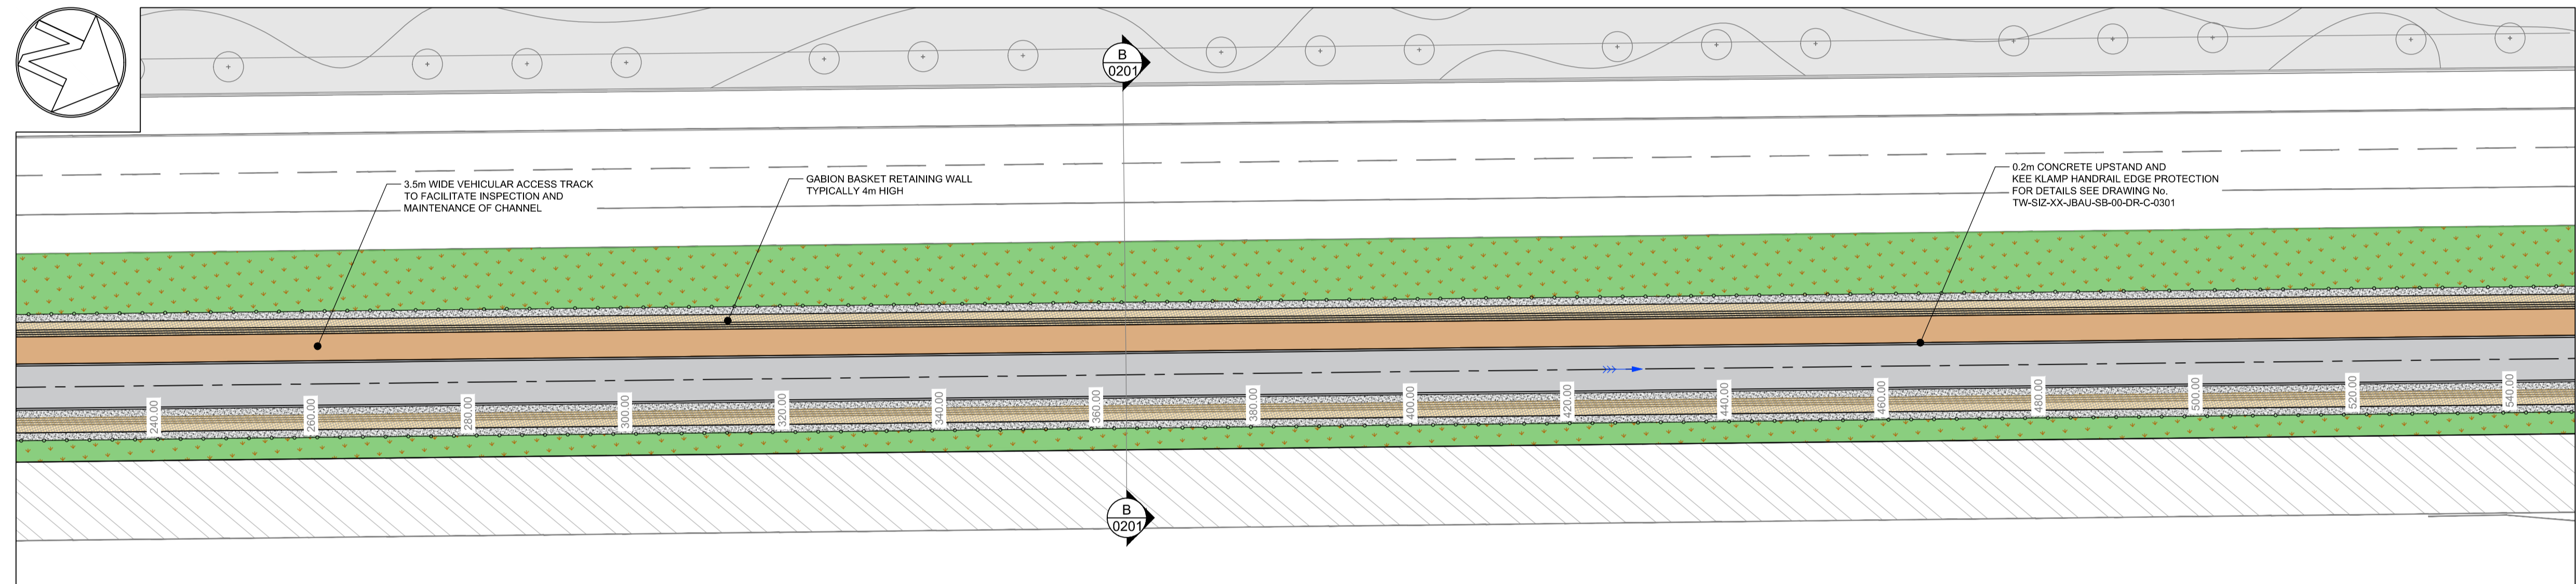 B
0201
3.5m WIDE VEHICULAR ACCESS TRACK
TO FACILITATE INSPECTION AND
MAINTENANCE OF CHANNEL
GABION BASKET RETAINING WALL
TYPICALLY 4m HIGH
0.2m CONCRETE UPSTAND AND
KEE KLAMP HANDRAIL EDGE PROTECTION
FOR DETAILS SEE DRAWING No.
TW-SIZ-XX-JBAU-SB-00-DR-C-0301
240.00
260.00
280.00
300.00
320.00
340.00
360.00
380.00
400.00
420.00
440.00
460.00
480.00
500.00
520.00
540.00
B
0201